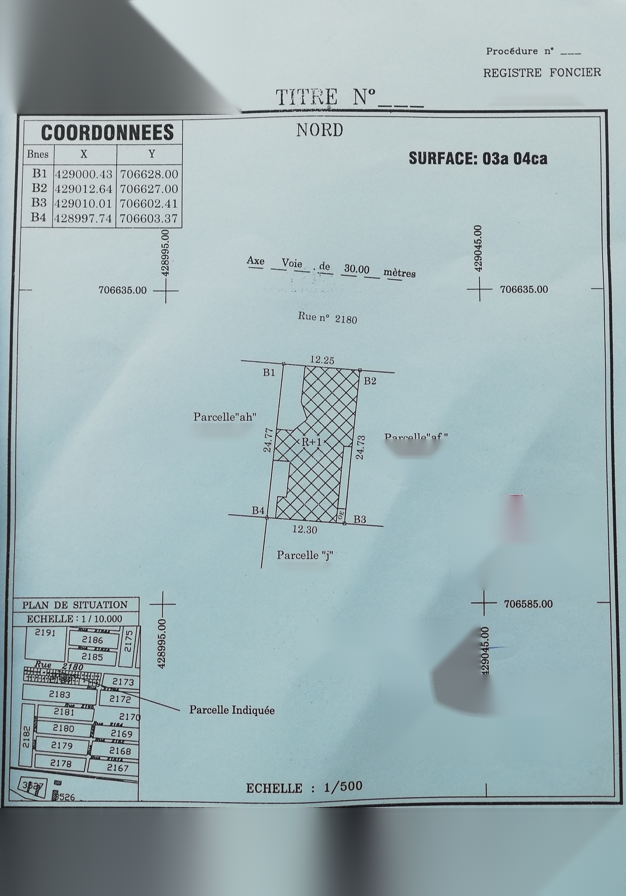 Procédure n° ___
REGISTRE FONCIER
TITRE N°___
COORDONNEES
Bnes X Y
B1 429000.43 706628.00
B2 429012.64 706627.00
B3 429010.01 706602.41
B4 428997.74 706603.37
NORD
SURFACE: 03a 04ca
428995.00
429045.00
706635.00
706635.00
Axe Voie de 30.00 mètres
Rue n° 2180
12.25
B1
B2
Parcelle"ah"
24.77
R+1
24.73
Parcelle"af"
B4
B3
12.30
Parcelle "j"
706585.00
428995.00
429045.00
PLAN DE SITUATION
ECHELLE : 1 / 10.000
2191
2186
2175
2185
Rue 2180
2173
2183
2172
2181
2170
2182
2180
2169
2179
2168
2178
2167
Parcelle Indiquée
ECHELLE : 1/500